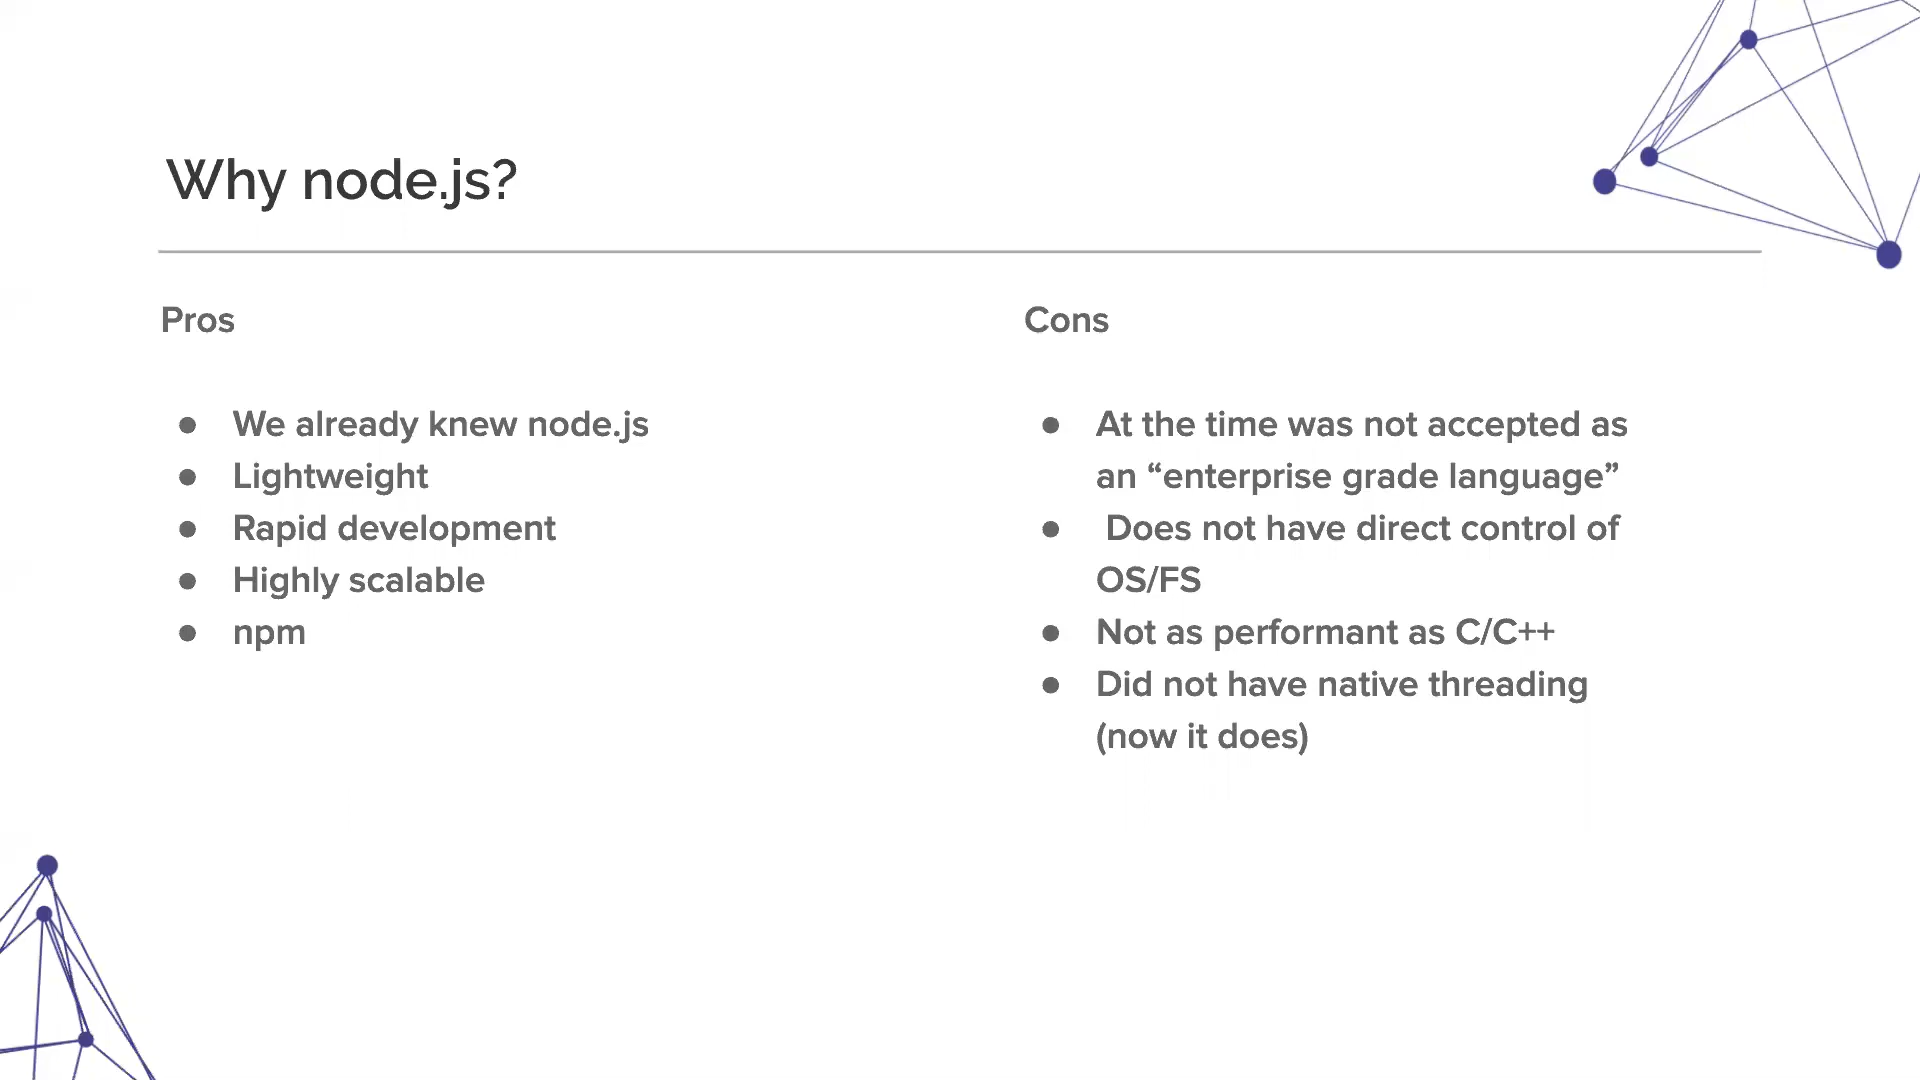 Why node.js?
Pros
● We already knew node.js
● Lightweight
● Rapid development
● Highly scalable
● npm
Cons
● At the time was not accepted as
an “enterprise grade language”
● Does not have direct control of
OS/FS
● Not as performant as C/C++
● Did not have native threading
(now it does)